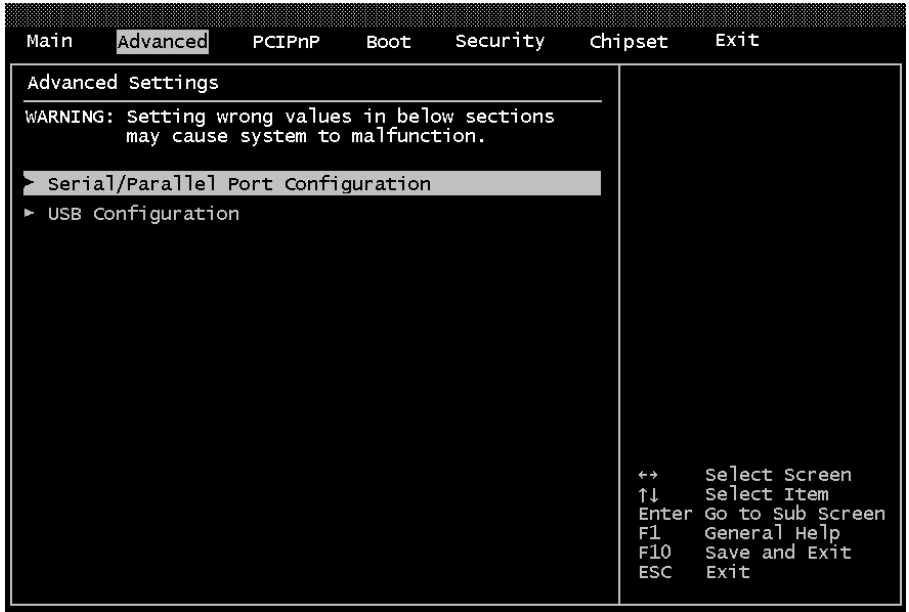 Main Advanced PCIPnP Boot Security Chipset Exit
Advanced Settings
WARNING: Setting wrong values in below sections
may cause system to malfunction.
► Serial/Parallel Port Configuration
► USB Configuration
←→ Select Screen
↑↓ Select Item
Enter Go to Sub Screen
F1 General Help
F10 Save and Exit
ESC Exit